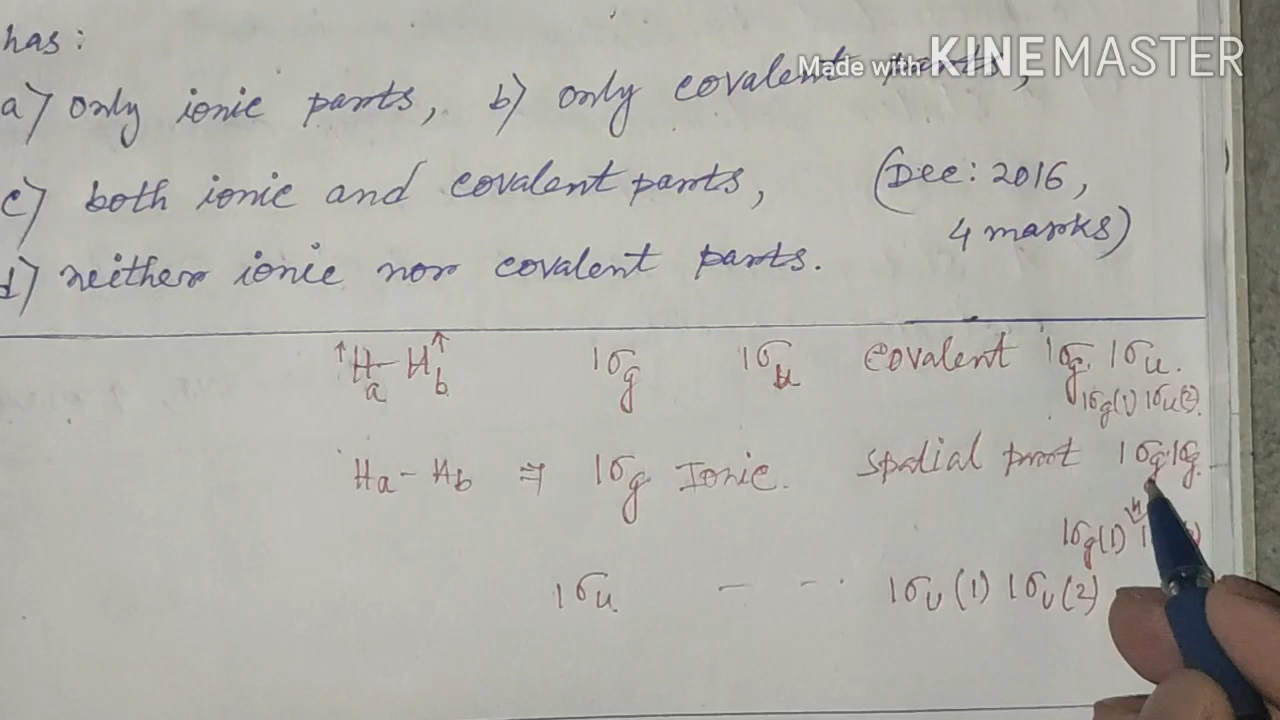 has:
Made with KINEMASTER
a) only ionic parts, b) only covalent parts,
c) both ionic and covalent parts, (Dec: 2016,
4 marks)
d) neither ionic nor covalent parts.
↑Ha-Hb↑ 1σg 1σu covalent 1σg. 1σu.
1σg(1) 1σu(2).
Ha-Hb ⇒ 1σg Ionic. spatial part 1σg.1σg.
1σg(1)
1σu - - - . 1σu(1) 1σu(2)